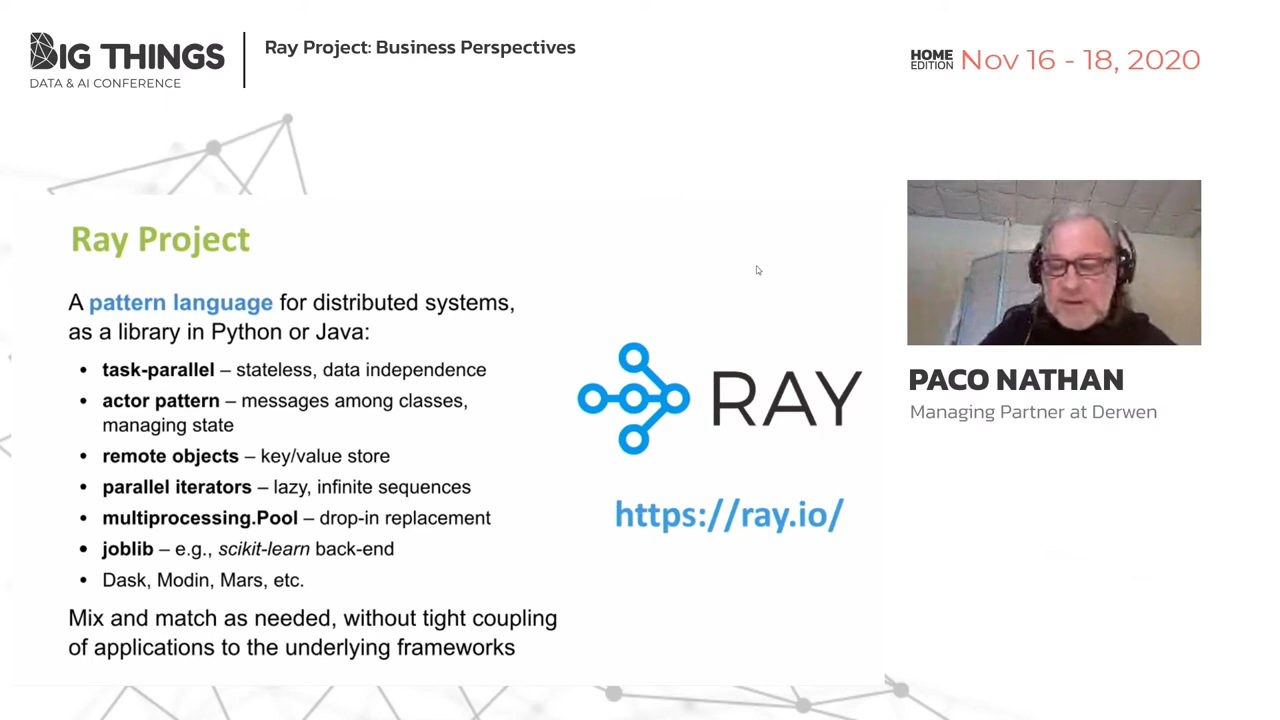 BIG THINGS
DATA & AI CONFERENCE
Ray Project: Business Perspectives
HOME
EDITION
Nov 16 - 18, 2020
Ray Project
A pattern language for distributed systems,
as a library in Python or Java:
• task-parallel – stateless, data independence
• actor pattern – messages among classes,
managing state
• remote objects – key/value store
• parallel iterators – lazy, infinite sequences
• multiprocessing.Pool – drop-in replacement
• joblib – e.g., scikit-learn back-end
• Dask, Modin, Mars, etc.
Mix and match as needed, without tight coupling
of applications to the underlying frameworks
RAY
https://ray.io/
PACO NATHAN
Managing Partner at Derwen